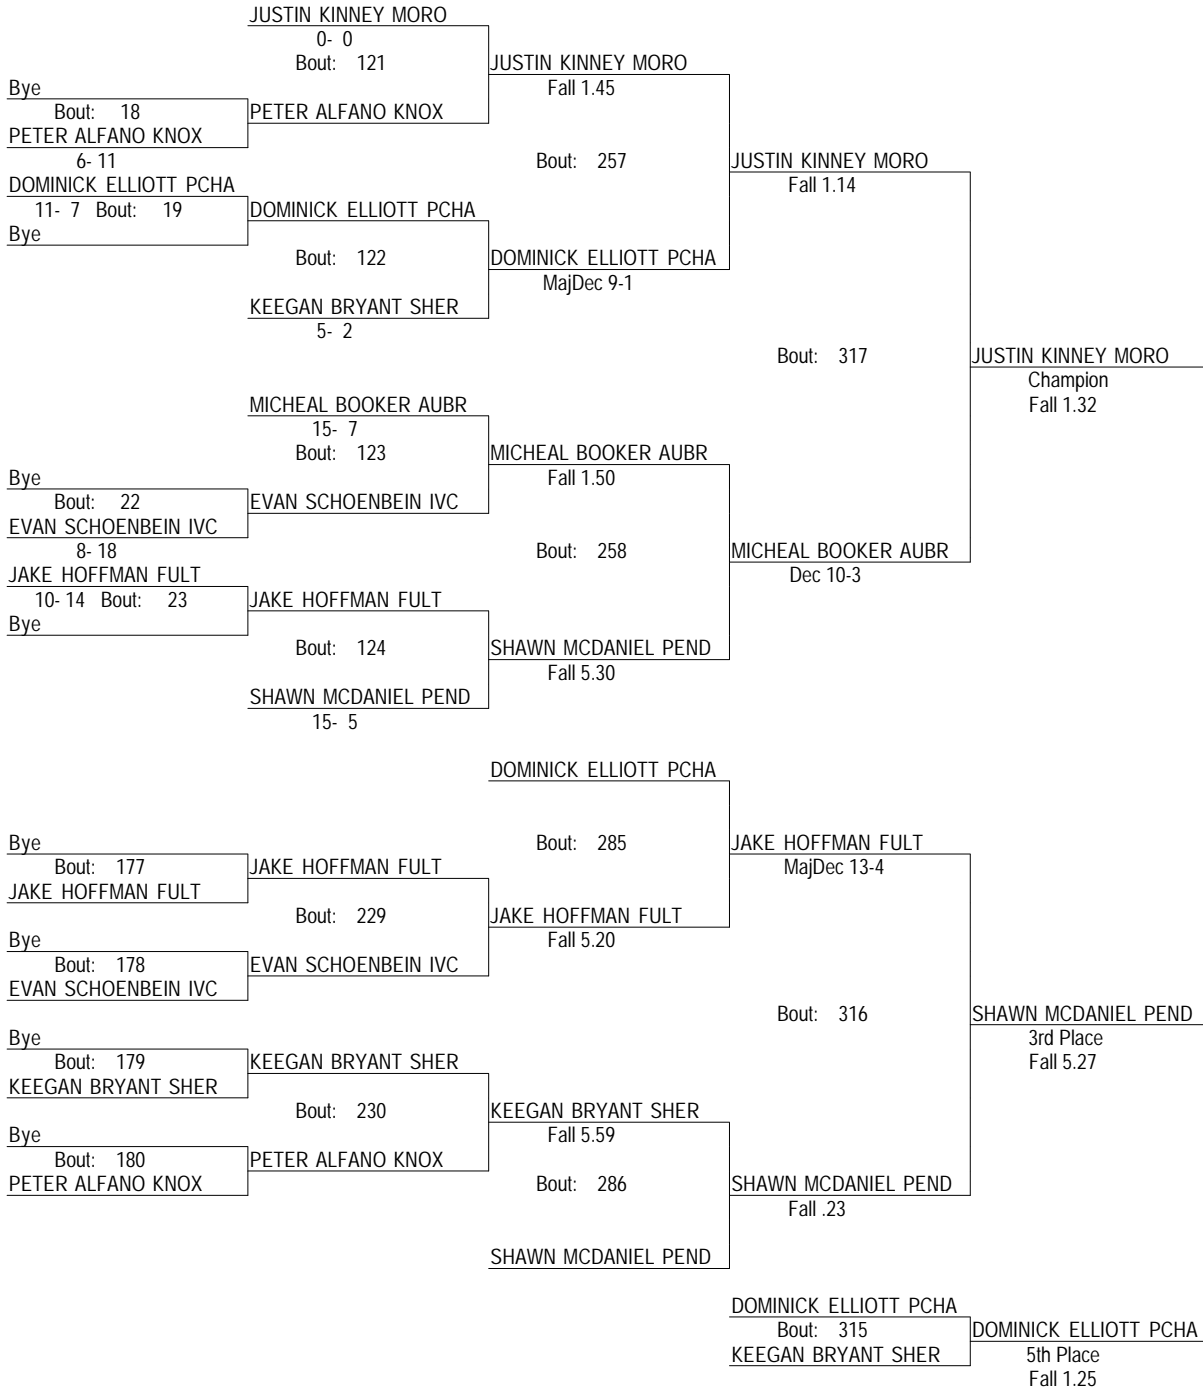 JUSTIN KINNEY MORO
0- 0
Bout: 121
JUSTIN KINNEY MORO
Fall 1.45
Bye
Bout: 18
PETER ALFANO KNOX
PETER ALFANO KNOX
6- 11
Bout: 257
JUSTIN KINNEY MORO
Fall 1.14
DOMINICK ELLIOTT PCHA
11- 7 Bout: 19
DOMINICK ELLIOTT PCHA
Bye
Bout: 122
DOMINICK ELLIOTT PCHA
MajDec 9-1
KEEGAN BRYANT SHER
5- 2
Bout: 317
JUSTIN KINNEY MORO
Champion
Fall 1.32
MICHEAL BOOKER AUBR
15- 7
Bout: 123
MICHEAL BOOKER AUBR
Fall 1.50
Bye
Bout: 22
EVAN SCHOENBEIN IVC
EVAN SCHOENBEIN IVC
8- 18
Bout: 258
MICHEAL BOOKER AUBR
Dec 10-3
JAKE HOFFMAN FULT
10- 14 Bout: 23
JAKE HOFFMAN FULT
Bye
Bout: 124
SHAWN MCDANIEL PEND
Fall 5.30
SHAWN MCDANIEL PEND
15- 5
DOMINICK ELLIOTT PCHA
Bout: 285
JAKE HOFFMAN FULT
MajDec 13-4
Bye
Bout: 177
JAKE HOFFMAN FULT
JAKE HOFFMAN FULT
Bout: 229
JAKE HOFFMAN FULT
Fall 5.20
Bye
Bout: 178
EVAN SCHOENBEIN IVC
EVAN SCHOENBEIN IVC
Bout: 316
SHAWN MCDANIEL PEND
3rd Place
Fall 5.27
Bye
Bout: 179
KEEGAN BRYANT SHER
KEEGAN BRYANT SHER
Bout: 230
KEEGAN BRYANT SHER
Fall 5.59
Bye
Bout: 180
PETER ALFANO KNOX
PETER ALFANO KNOX
Bout: 286
SHAWN MCDANIEL PEND
Fall .23
SHAWN MCDANIEL PEND
DOMINICK ELLIOTT PCHA
Bout: 315
DOMINICK ELLIOTT PCHA
KEEGAN BRYANT SHER
5th Place
Fall 1.25